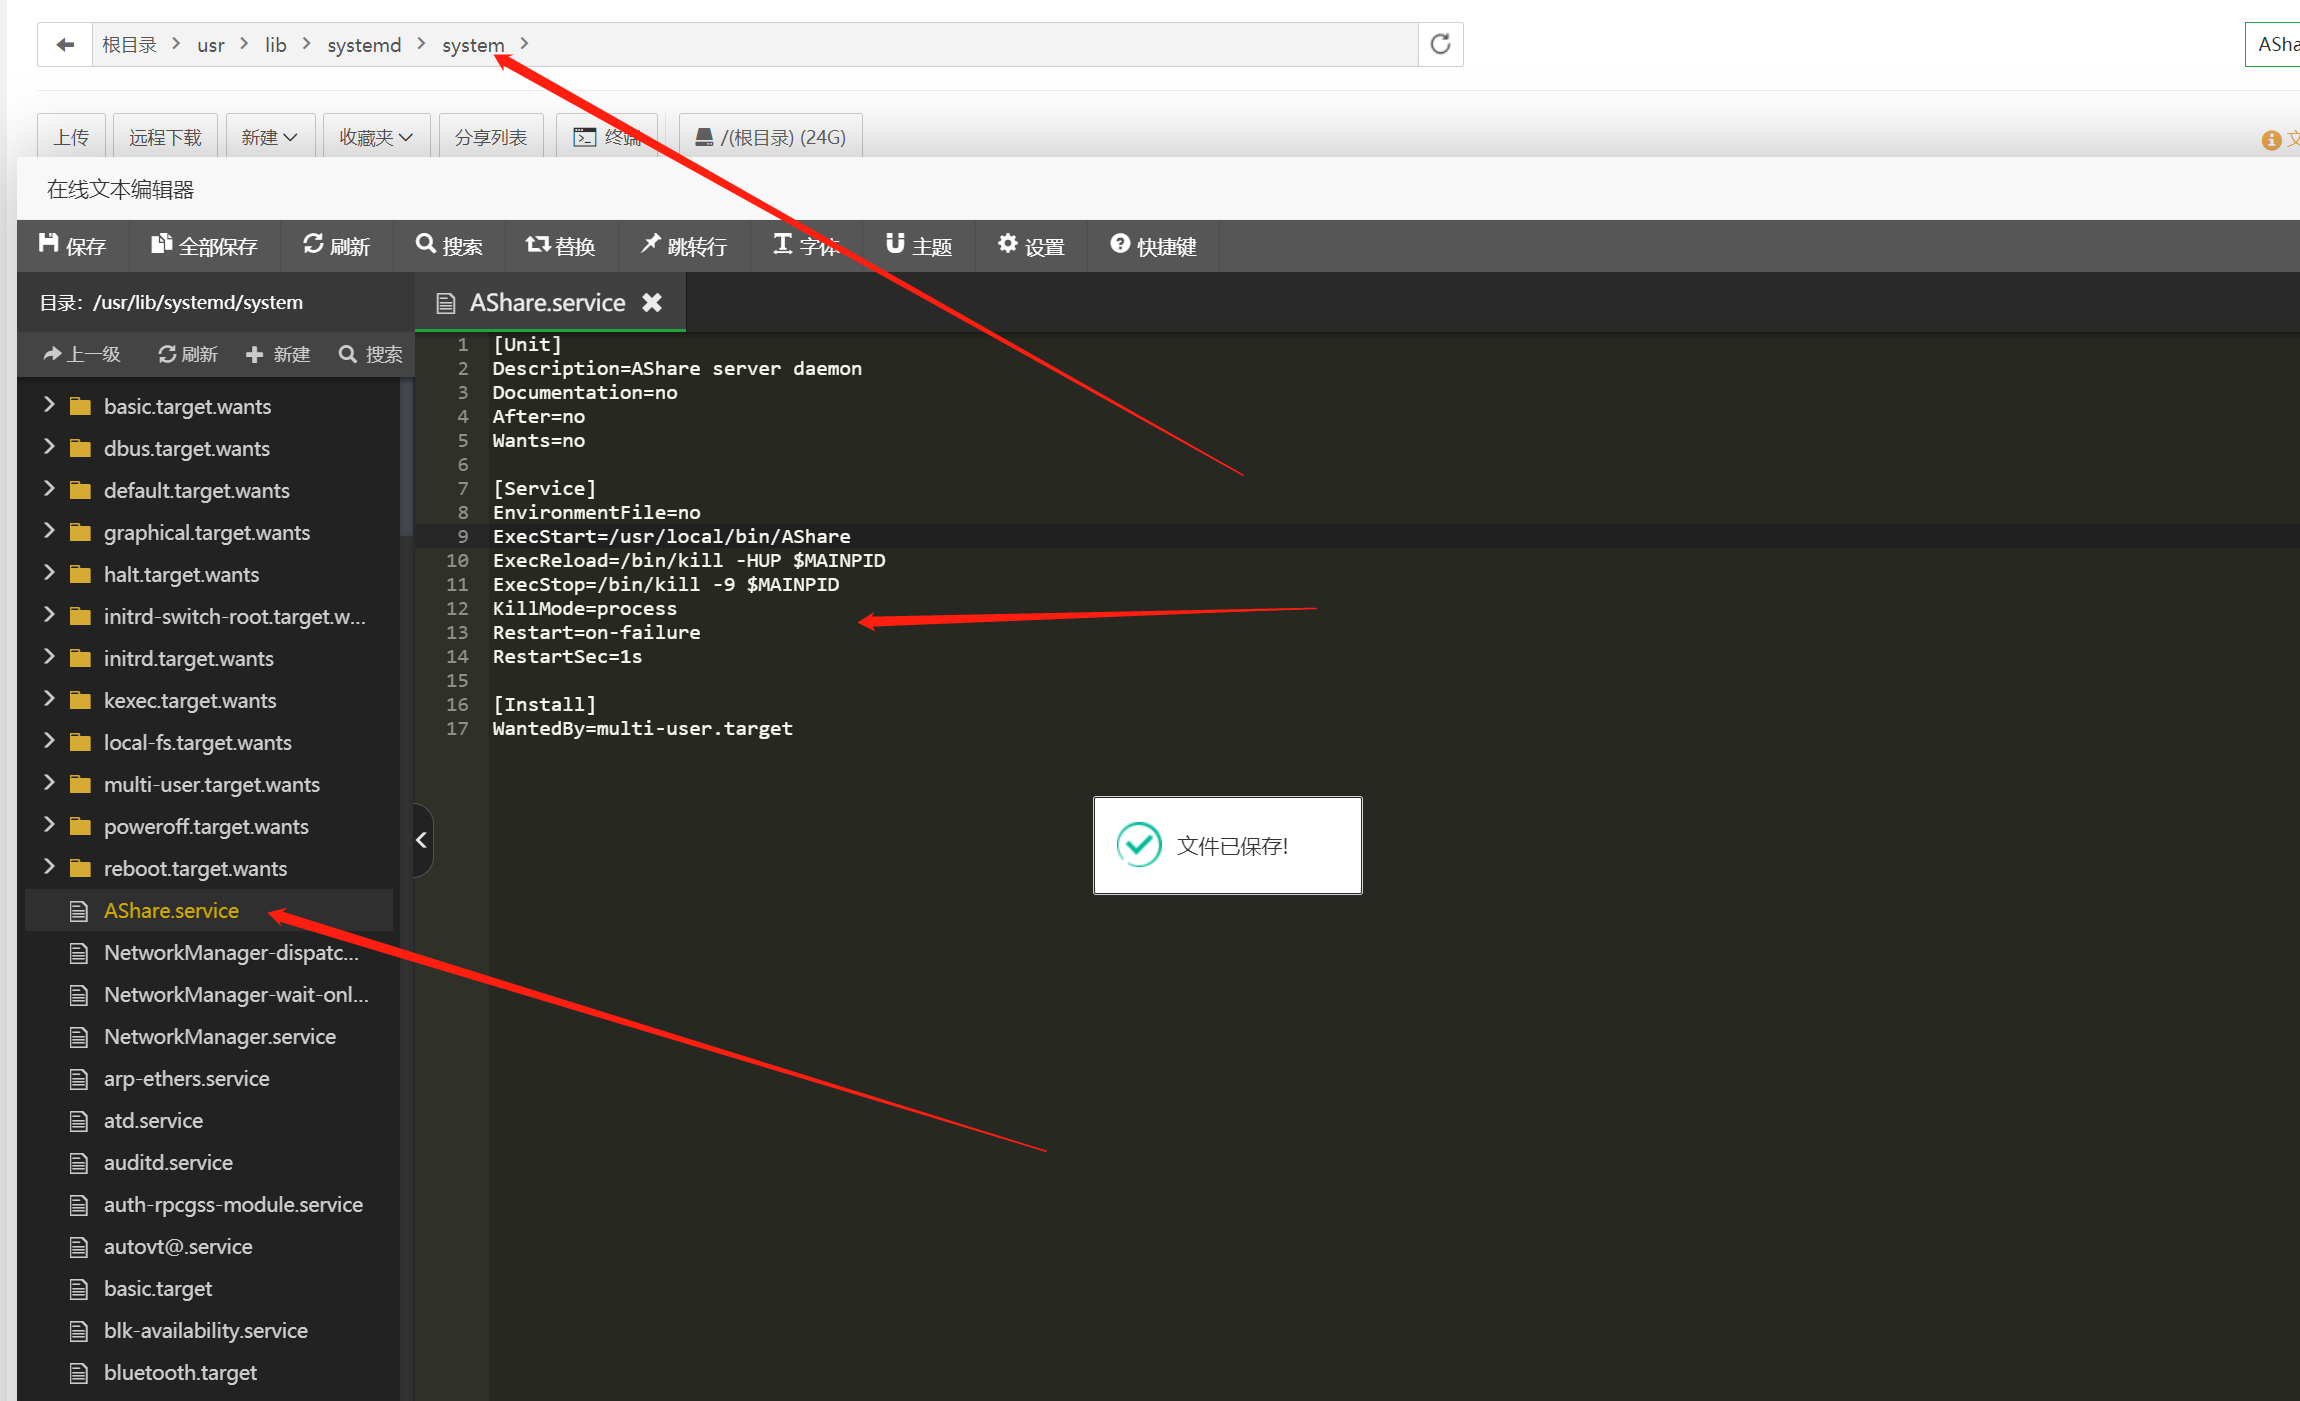 根目录 usr lib systemd system
ASha
上传 远程下载 新建 收藏夹 分享列表 终端 /(根目录) (24G)
文
在线文本编辑器
保存 全部保存 刷新 搜索 替换 跳转行 字体 主题 设置 快捷键
目录: /usr/lib/systemd/system
AShare.service
上一级 刷新 新建 搜索
basic.target.wants
dbus.target.wants
default.target.wants
graphical.target.wants
halt.target.wants
initrd-switch-root.target.w...
initrd.target.wants
kexec.target.wants
local-fs.target.wants
multi-user.target.wants
poweroff.target.wants
reboot.target.wants
AShare.service
NetworkManager-dispatc...
NetworkManager-wait-onl...
NetworkManager.service
arp-ethers.service
atd.service
auditd.service
auth-rpcgss-module.service
autovt@.service
basic.target
blk-availability.service
bluetooth.target
1 [Unit]
2 Description=AShare server daemon
3 Documentation=no
4 After=no
5 Wants=no
6
7 [Service]
8 EnvironmentFile=no
9 ExecStart=/usr/local/bin/AShare
10 ExecReload=/bin/kill -HUP $MAINPID
11 ExecStop=/bin/kill -9 $MAINPID
12 KillMode=process
13 Restart=on-failure
14 RestartSec=1s
15
16 [Install]
17 WantedBy=multi-user.target
文件已保存!